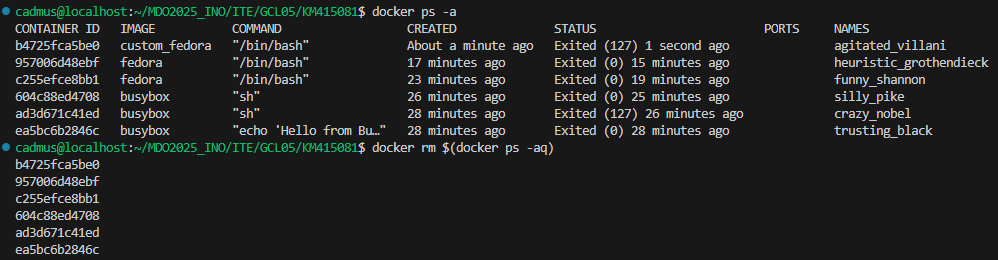 cadmus@localhost:~/MDO2025_INO/ITE/GCL05/KM415081$ docker ps -a
CONTAINER ID   IMAGE           COMMAND                  CREATED              STATUS                        PORTS     NAMES
b4725fca5be0   custom_fedora   "/bin/bash"              About a minute ago   Exited (127) 1 second ago               agitated_villani
957006d48ebf   fedora          "/bin/bash"              17 minutes ago       Exited (0) 15 minutes ago               heuristic_grothendieck
c255efce8bb1   fedora          "/bin/bash"              23 minutes ago       Exited (0) 19 minutes ago               funny_shannon
604c88ed4708   busybox         "sh"                     26 minutes ago       Exited (0) 25 minutes ago               silly_pike
ad3d671c41ed   busybox         "sh"                     28 minutes ago       Exited (127) 26 minutes ago             crazy_nobel
ea5bc6b2846c   busybox         "echo 'Hello from Bu…"   28 minutes ago       Exited (0) 28 minutes ago               trusting_black
cadmus@localhost:~/MDO2025_INO/ITE/GCL05/KM415081$ docker rm $(docker ps -aq)
b4725fca5be0
957006d48ebf
c255efce8bb1
604c88ed4708
ad3d671c41ed
ea5bc6b2846c